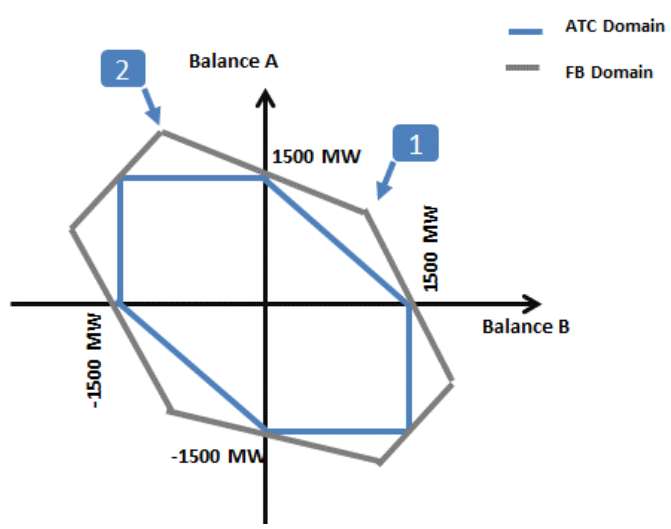 ATC Domain
FB Domain
2
Balance A
1500 MW
1
1500 MW
Balance B
-1500 MW
-1500 MW